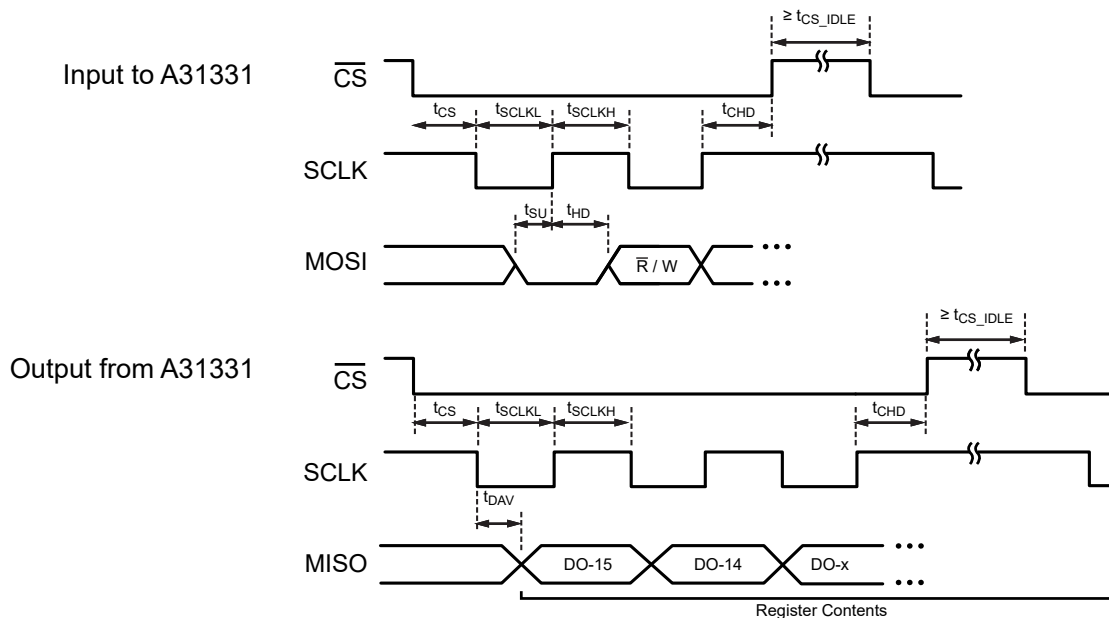 ≥ tCS_IDLE
Input to A31331
CS
tCS tSCLKL tSCLKH tCHD
SCLK
tSU tHD
MOSI
R / W
•••
•••
≥ tCS_IDLE
Output from A31331
CS
tCS tSCLKL tSCLKH tCHD
SCLK
tDAV
MISO
DO-15 DO-14 DO-x
•••
•••
Register Contents